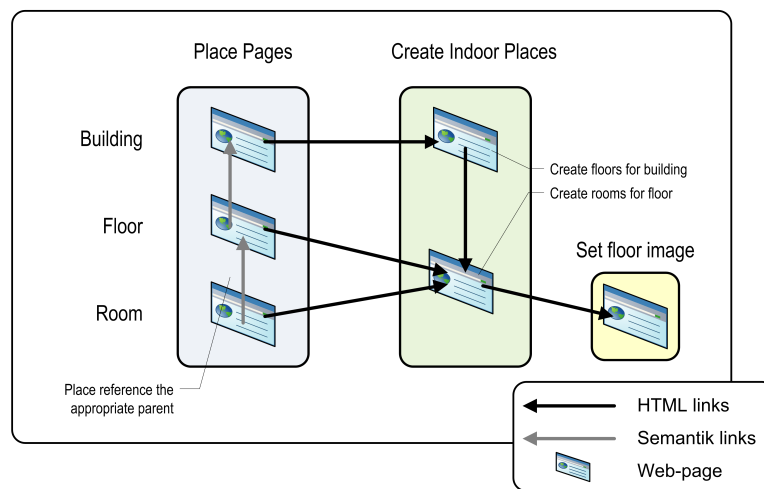 Place Pages
Create Indoor Places
Building
Create floors for building
Create rooms for floor
Floor
Set floor image
Room
Place reference the
appropriate parent
HTML links
Semantik links
Web-page